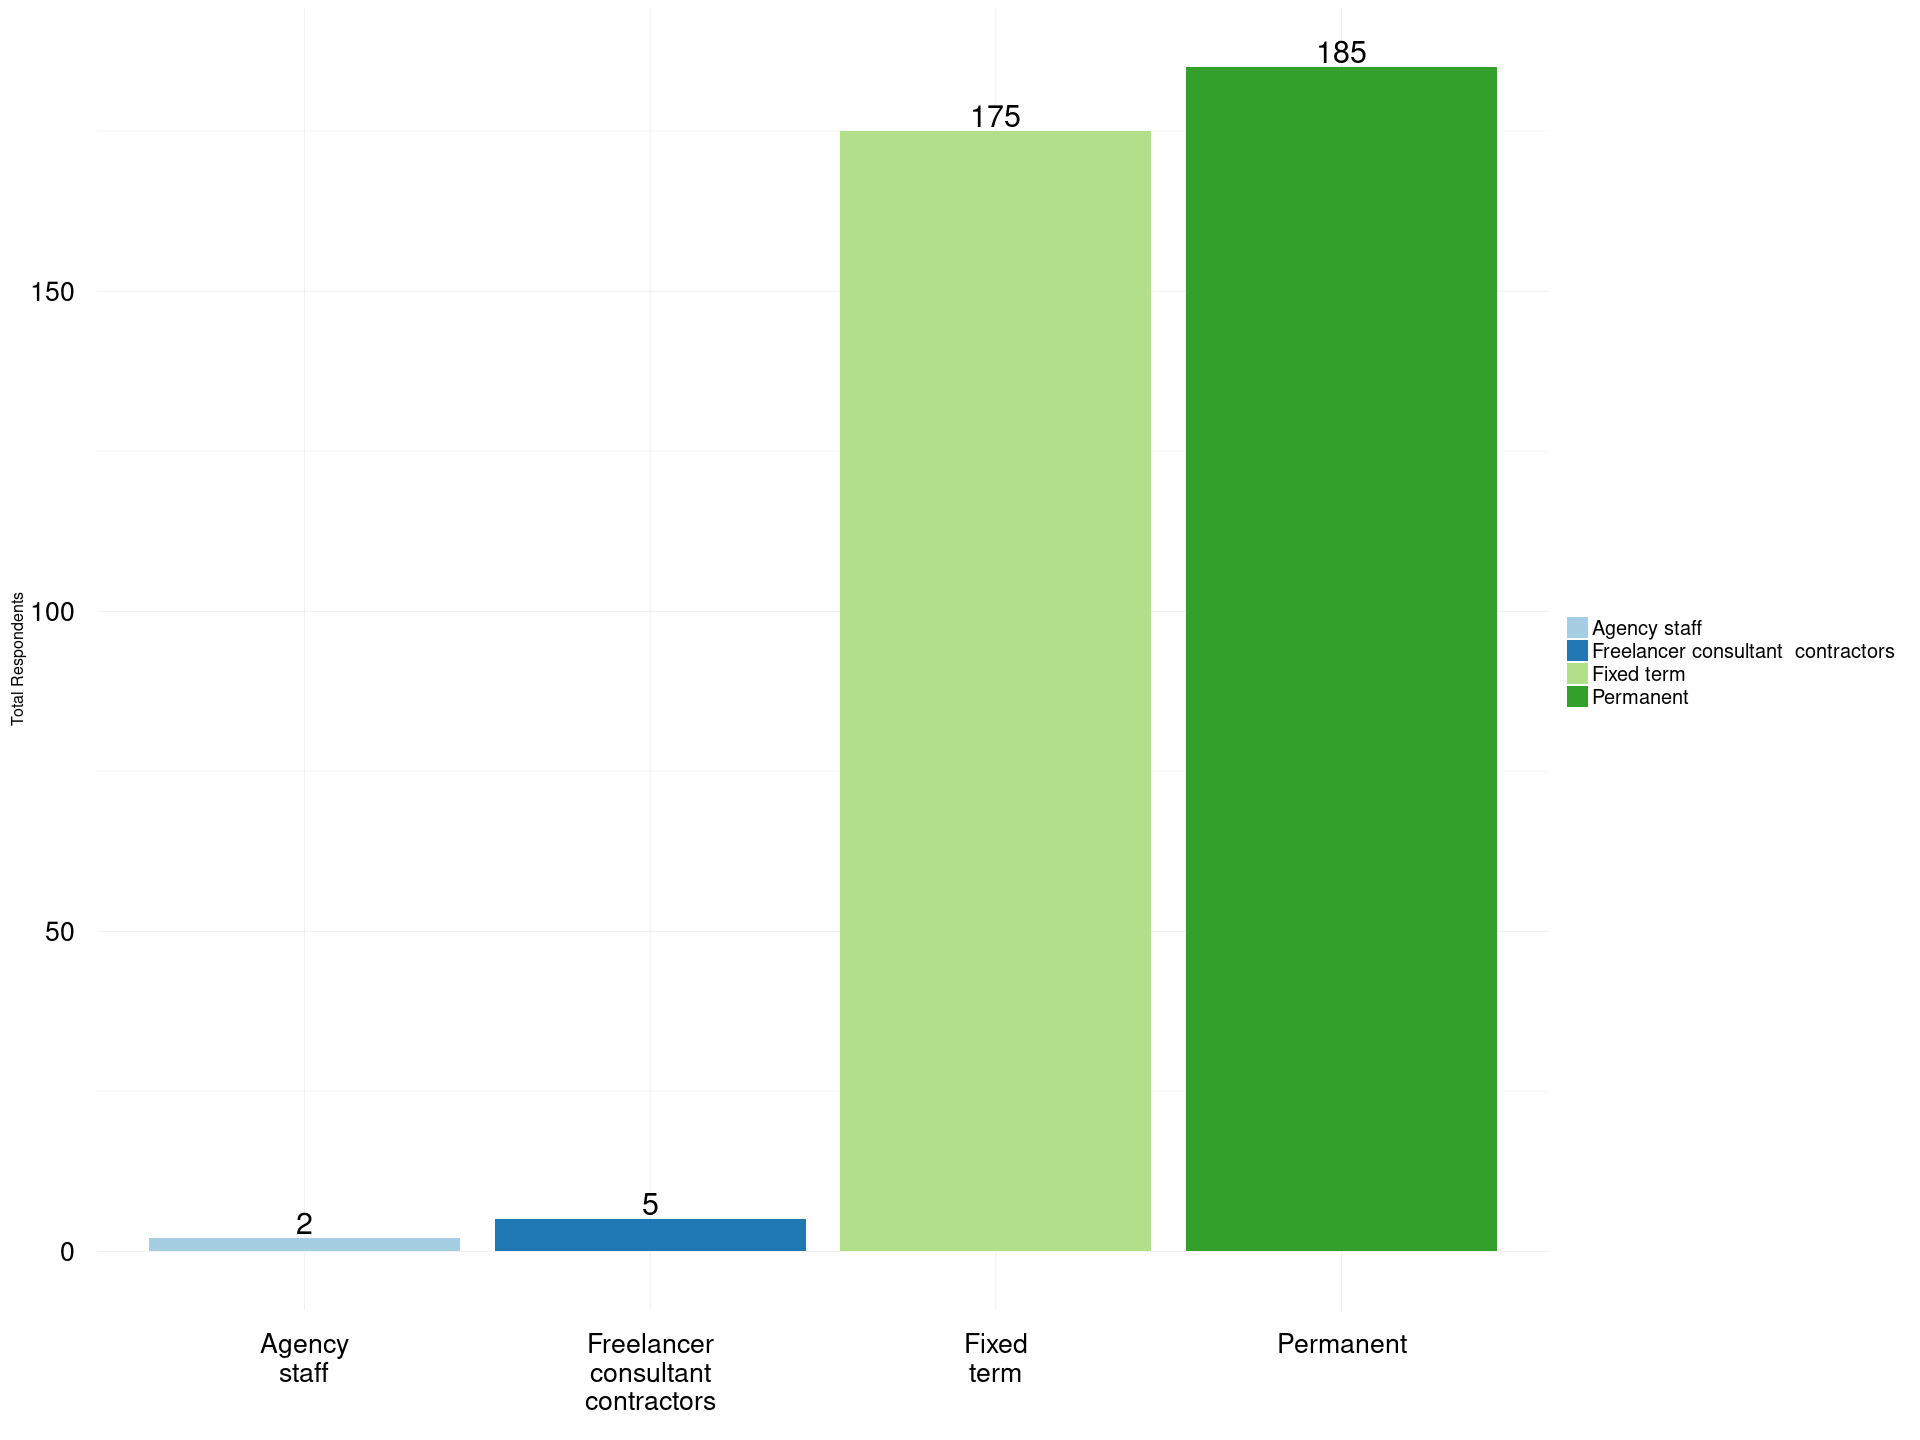 185
175
150
100
50
0
2
5
Total Respondents
Agency
staff
Freelancer
consultant
contractors
Fixed
term
Permanent
Agency staff
Freelancer consultant  contractors
Fixed term
Permanent